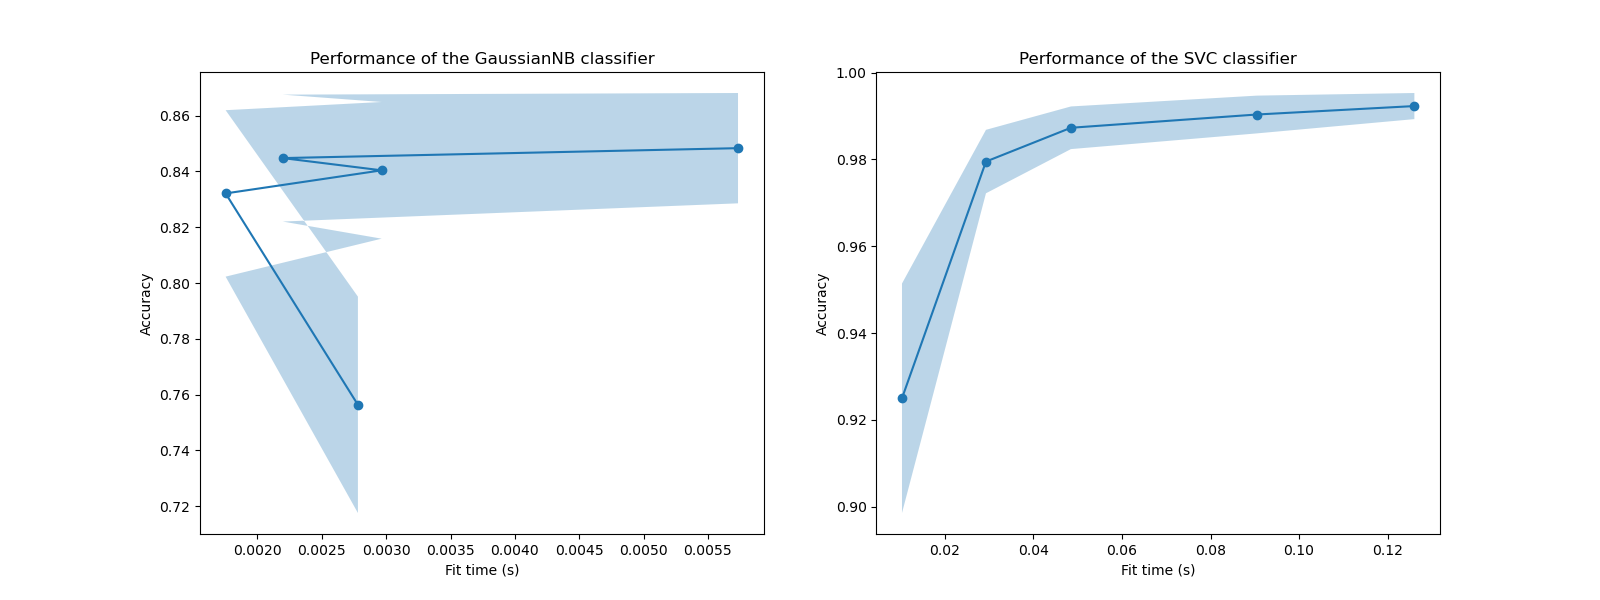 Performance of the GaussianNB classifier
0.86
0.84
0.82
0.80
0.78
0.76
0.74
0.72
Accuracy
0.0020 0.0025 0.0030 0.0035 0.0040 0.0045 0.0050 0.0055
Fit time (s)
Performance of the SVC classifier
1.00
0.98
0.96
0.94
0.92
0.90
Accuracy
0.02 0.04 0.06 0.08 0.10 0.12
Fit time (s)